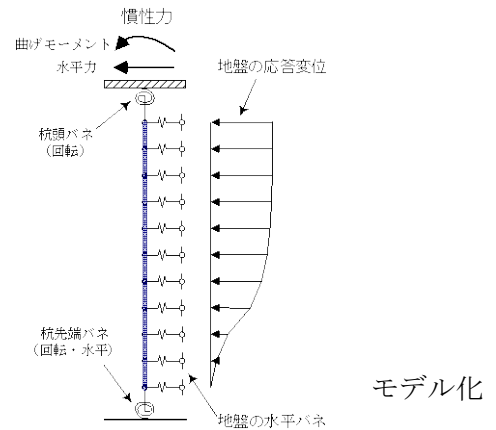 慣性力
曲げモーメント
水平力
地盤の応答変位
杭頭バネ
(回転)
杭先端バネ
(回転・水平)
地盤の水平バネ
モデル化